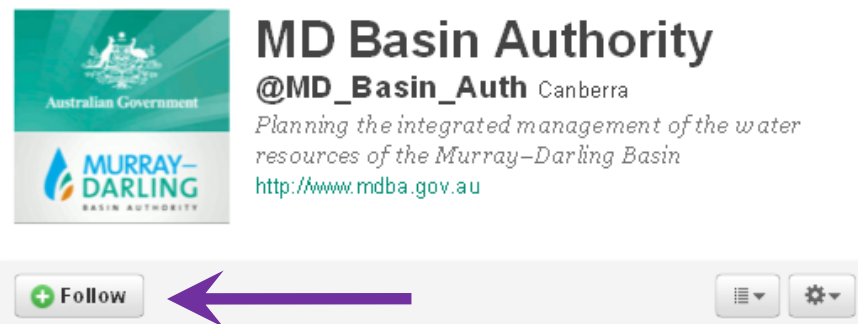 MD Basin Authority
@MD_Basin_Auth Canberra
Planning the integrated management of the water
resources of the Murray–Darling Basin
http://www.mdba.gov.au
Australian Government
MURRAY–
DARLING
BASIN AUTHORITY
Follow